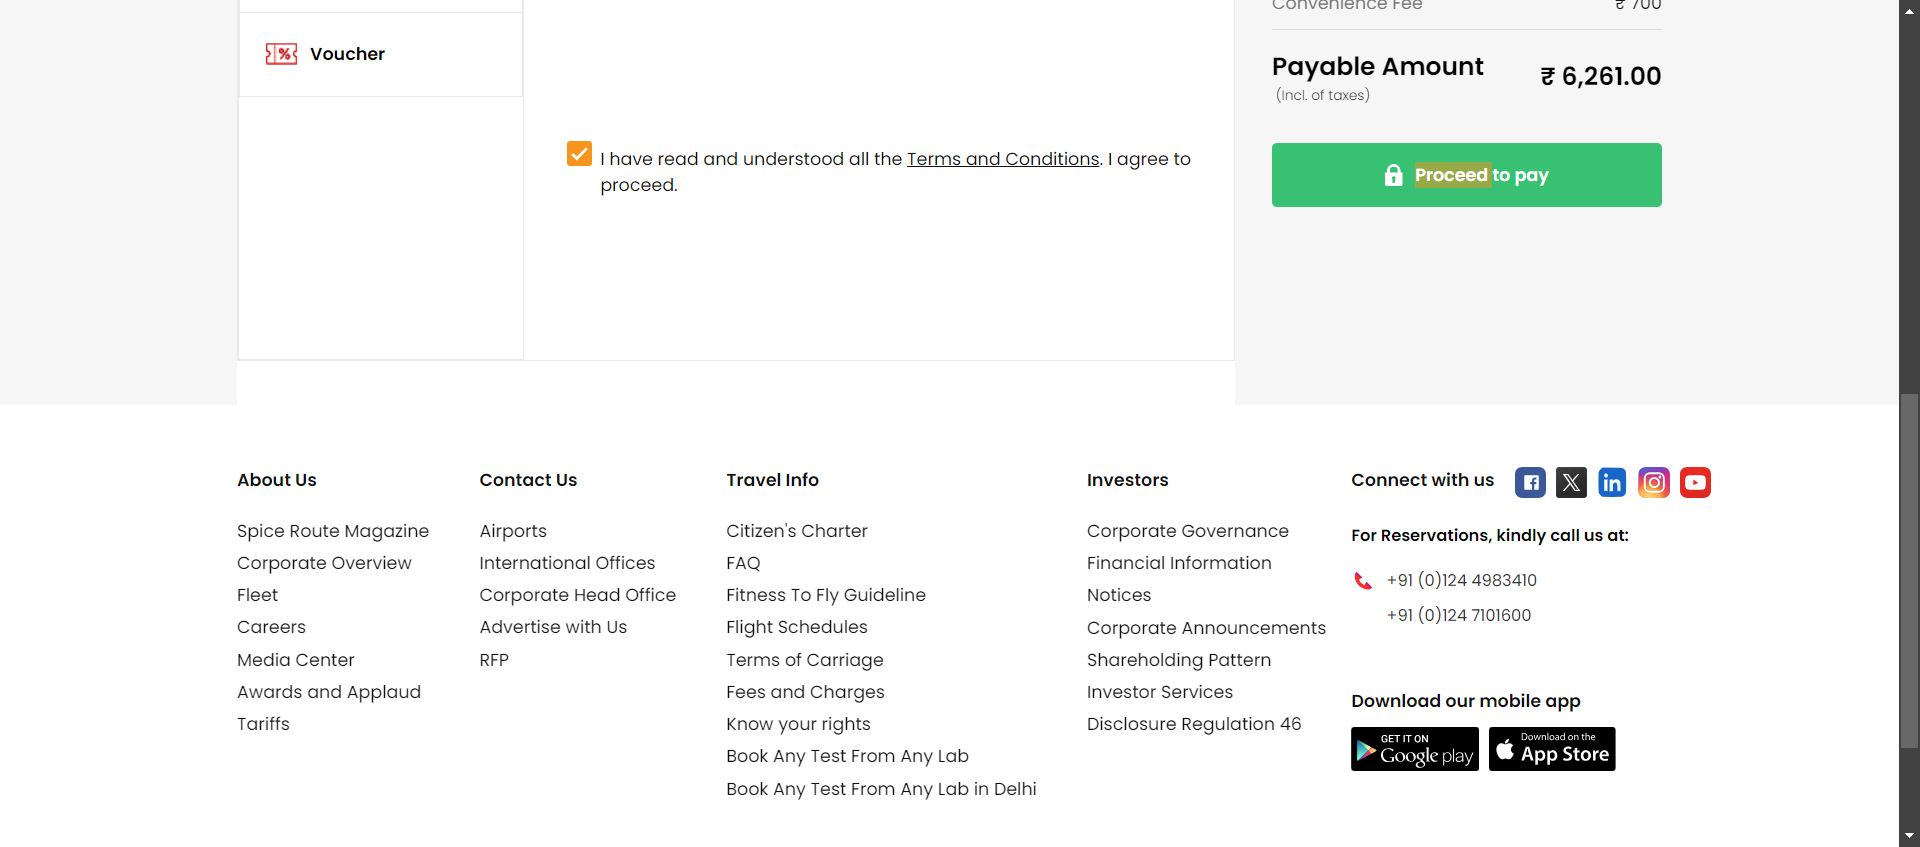 Convenience Fee
₹ 700
Voucher
Payable Amount
₹ 6,261.00
(Incl. of taxes)
I have read and understood all the Terms and Conditions. I agree to
proceed.
Proceed to pay
About Us
Spice Route Magazine
Corporate Overview
Fleet
Careers
Media Center
Awards and Applaud
Tariffs
Contact Us
Airports
International Offices
Corporate Head Office
Advertise with Us
RFP
Travel Info
Citizen's Charter
FAQ
Fitness To Fly Guideline
Flight Schedules
Terms of Carriage
Fees and Charges
Know your rights
Book Any Test From Any Lab
Book Any Test From Any Lab in Delhi
Investors
Corporate Governance
Financial Information
Notices
Corporate Announcements
Shareholding Pattern
Investor Services
Disclosure Regulation 46
Connect with us
For Reservations, kindly call us at:
+91 (0)124 4983410
+91 (0)124 7101600
Download our mobile app
GET IT ON
Google play
Download on the
App Store